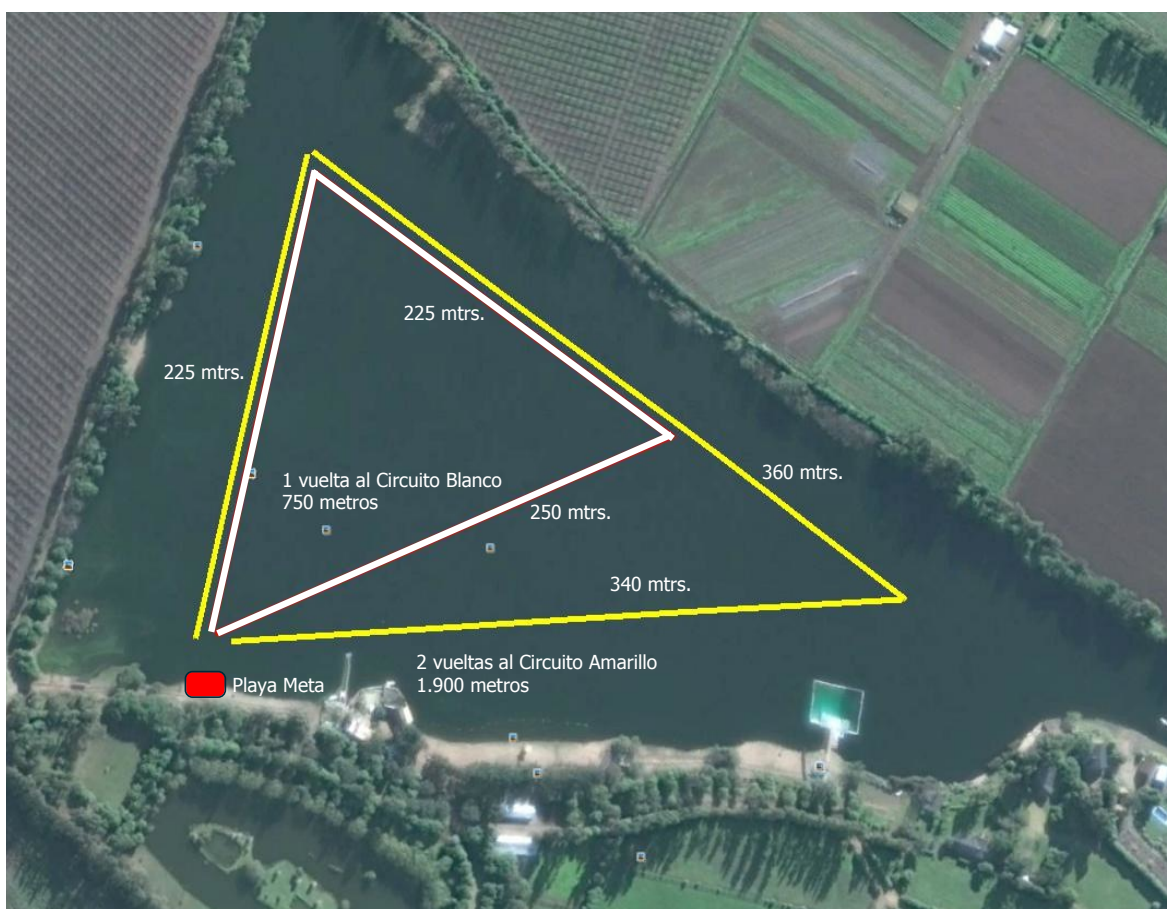 225 mtrs.
225 mtrs.
1 vuelta al Circuito Blanco
750 metros
360 mtrs.
250 mtrs.
340 mtrs.
2 vueltas al Circuito Amarillo
1.900 metros
Playa Meta